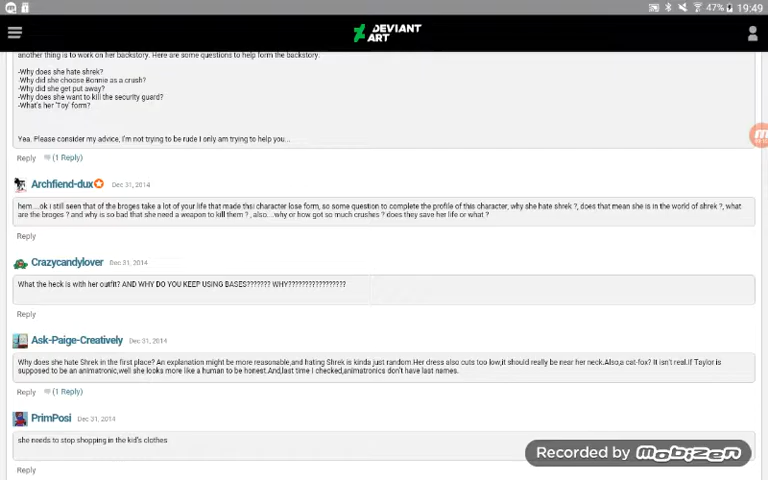 47% 19:49
DEVIANT
ART
another thing is to work on her backstory. Here are some questions to help form the backstory.
-Why does she hate shrek?
-Why did she choose Bonnie as a crush?
-Why did she get put away?
-Why does she want to kill the security guard?
-What's her 'Toy' form?
Yea. Please consider my advice, I'm not trying to be rude I only am trying to help you...
Reply (1 Reply)
Archfiend-dux Dec 31, 2014
hem....ok i still seen that of the broges take a lot of your life that made thsi character lose form, so some question to complete the profile of this character, why she hate shrek ?, does that mean she is in the world of shrek ?, what
are the broges ? and why is so bad that she need a weapon to kill them ? , also....why or how got so much crushes ? does they save her life or what ?
Reply
Crazycandylover Dec 31, 2014
What the heck is with her outfit? AND WHY DO YOU KEEP USING BASES??????? WHY?????????????????
Reply
Ask-Paige-Creatively Dec 31, 2014
Why does she hate Shrek in the first place? An explanation might be more reasonable,and hating Shrek is kinda just random.Her dress also cuts too low,it should really be near her neck.Also,a cat-fox? It isn't real.If Taylor is
supposed to be an animatronic,well she looks more like a human to be honest.And,last time I checked,animatronics don't have last names.
Reply (1 Reply)
PrimPosi Dec 31, 2014
she needs to stop shopping in the kid's clothes
Reply
Recorded by mobizen